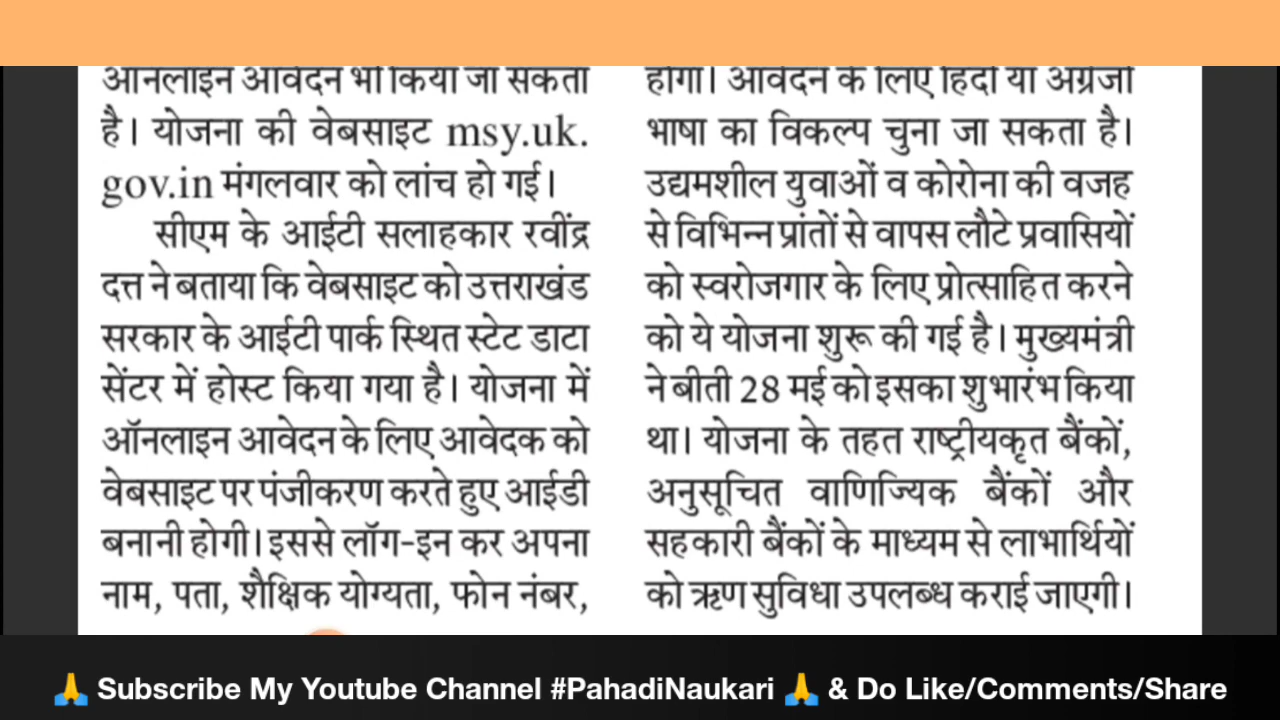 ऑनलाइन आवेदन भी किया जा सकता
है। योजना की वेबसाइट msy.uk.
gov.in मंगलवार को लांच हो गई।
सीएम के आईटी सलाहकार रवींद्र
दत्त ने बताया कि वेबसाइट को उत्तराखंड
सरकार के आईटी पार्क स्थित स्टेट डाटा
सेंटर में होस्ट किया गया है। योजना में
ऑनलाइन आवेदन के लिए आवेदक को
वेबसाइट पर पंजीकरण करते हुए आईडी
बनानी होगी। इससे लॉग-इन कर अपना
नाम, पता, शैक्षिक योग्यता, फोन नंबर,
होगा। आवेदन के लिए हिंदी या अंग्रेजी
भाषा का विकल्प चुना जा सकता है।
उद्यमशील युवाओं व कोरोना की वजह
से विभिन्न प्रांतों से वापस लौटे प्रवासियों
को स्वरोजगार के लिए प्रोत्साहित करने
को ये योजना शुरू की गई है। मुख्यमंत्री
ने बीती 28 मई को इसका शुभारंभ किया
था। योजना के तहत राष्ट्रीयकृत बैंकों,
अनुसूचित वाणिज्यिक बैंकों और
सहकारी बैंकों के माध्यम से लाभार्थियों
को ऋण सुविधा उपलब्ध कराई जाएगी।
🙏 Subscribe My Youtube Channel #PahadiNaukari 🙏 & Do Like/Comments/Share